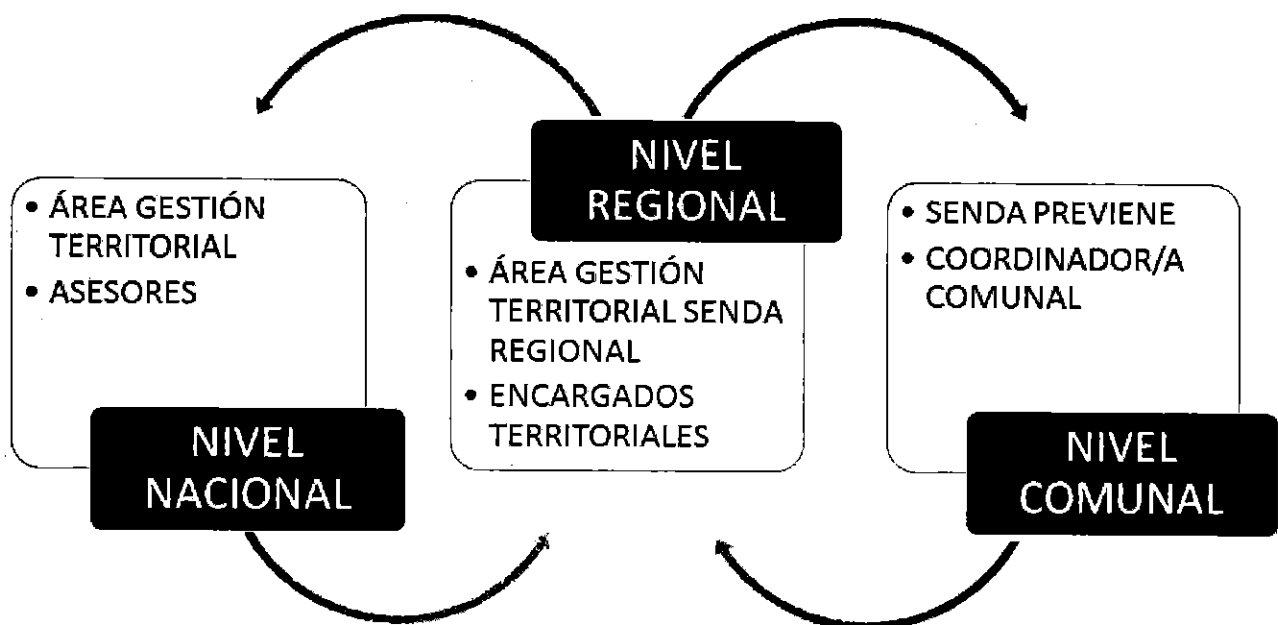 • ÁREA GESTIÓN
TERRITORIAL
• ASESORES
NIVEL
NACIONAL
NIVEL
REGIONAL
• ÁREA GESTIÓN
TERRITORIAL SENDA
REGIONAL
• ENCARGADOS
TERRITORIALES
• SENDA PREVIENE
• COORDINADOR/A
COMUNAL
NIVEL
COMUNAL